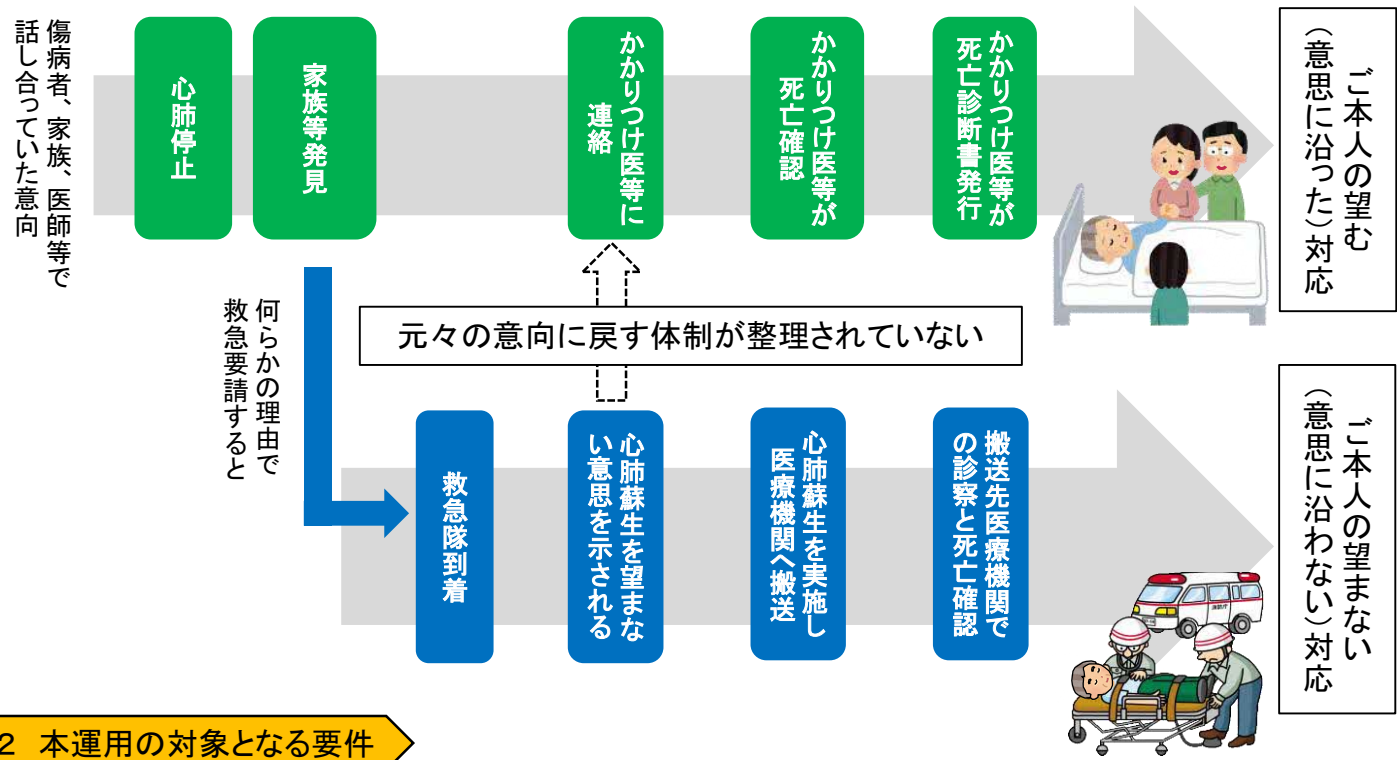 傷病者、家族、医師等で
話し合っていた意向
心肺停止
家族等発見
かかりつけ医等に
連絡
かかりつけ医等が
死亡確認
かかりつけ医等が
死亡診断書発行
ご本人の望む
（意思に沿った）対応
何らかの理由で
救急要請すると
元々の意向に戻す体制が整理されていない
救急隊到着
心肺蘇生を望まな
い意思を示される
心肺蘇生を実施し
医療機関へ搬送
搬送先医療機関で
の診察と死亡確認
ご本人の望まない
（意思に沿わない）対応
2 本運用の対象となる要件